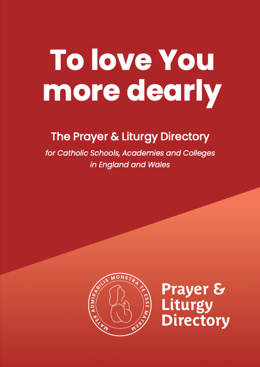 To love You
more dearly
The Prayer & Liturgy Directory
for Catholic Schools, Academies and Colleges
in England and Wales
MATER ADMIRABILIS MONSTRA TE ESSE MATREM
Prayer &
Liturgy
Directory